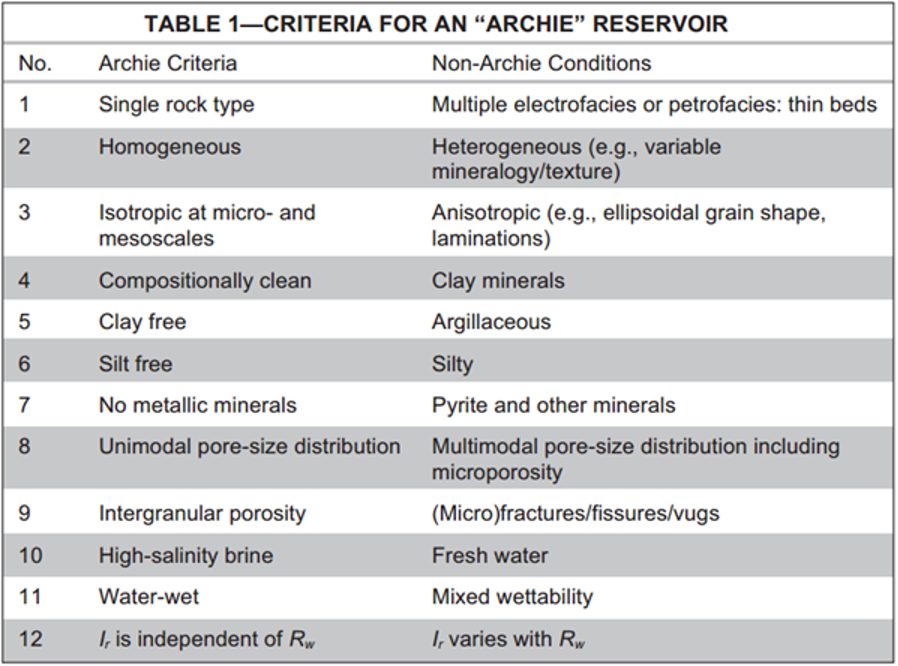 TABLE 1—CRITERIA FOR AN “ARCHIE” RESERVOIR
No. Archie Criteria Non-Archie Conditions
1 Single rock type Multiple electrofacies or petrofacies: thin beds
2 Homogeneous Heterogeneous (e.g., variable
mineralogy/texture)
3 Isotropic at micro- and Anisotropic (e.g., ellipsoidal grain shape,
mesoscales laminations)
4 Compositionally clean Clay minerals
5 Clay free Argillaceous
6 Silt free Silty
7 No metallic minerals Pyrite and other minerals
8 Unimodal pore-size distribution Multimodal pore-size distribution including
microporosity
9 Intergranular porosity (Micro)fractures/fissures/vugs
10 High-salinity brine Fresh water
11 Water-wet Mixed wettability
12 Ir is independent of Rw Ir varies with Rw